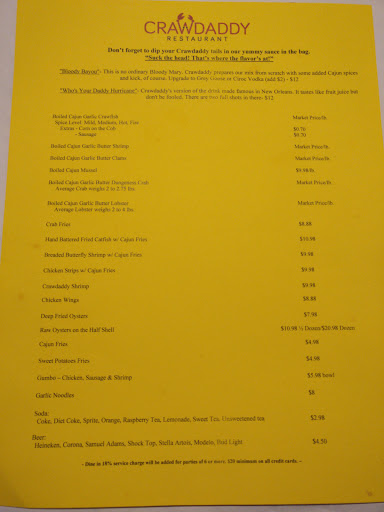 CRAWDADDY
RESTAURANT
Don't forget to dip your Crawdaddy tails in our yummy sauce in the bag.
"Suck the head! That's where the flavor's at!"
"Bloody Bayou"- This is no ordinary Bloody Mary. Crawdaddy prepares our mix from scratch with some added Cajun spices
and kick, of course. Upgrade to Grey Goose or Ciroc Vodka (add $3) - $12
"Who's Your Daddy Hurricane"- Crawdaddy's version of the drink made famous in New Orleans. It tastes like fruit juice but
don't be fooled. There are two full shots in there. $12
Boiled Cajun Garlic Crawfish Market Price/lb.
Spice Level: Mild, Medium, Hot, Fire
Extras - Corn on the Cob $0.70
- Sausage $0.70
Boiled Cajun Garlic Butter Shrimp Market Price/lb.
Boiled Cajun Garlic Butter Clams Market Price/lb.
Boiled Cajun Mussel $9.98/lb.
Boiled Cajun Garlic Butter Dungeness Crab Market Price/lb.
Average Crab weighs 2 to 2.75 lbs.
Boiled Cajun Garlic Butter Lobster Market Price/lb.
Average Lobster weighs 2 to 6 lbs.
Crab Fries $8.88
Hand Battered Fried Catfish w/ Cajun Fries $10.98
Breaded Butterfly Shrimp w/ Cajun Fries $9.98
Chicken Strips w/ Cajun Fries $9.98
Crawdaddy Shrimp $9.98
Chicken Wings $8.88
Deep Fried Oysters $7.98
Raw Oysters on the Half Shell $10.98 ½ Dozen/$20.98 Dozen
Cajun Fries $4.98
Sweet Potatoes Fries $4.98
Gumbo – Chicken, Sausage & Shrimp $5.98 bowl
Garlic Noodles $8
Soda:
Coke, Diet Coke, Sprite, Orange, Raspberry Tea, Lemonade, Sweet Tea, Unsweetened tea $2.98
Beer:
Heineken, Corona, Samuel Adams, Shock Top, Stella Artois, Modelo, Bud Light $4.50
- Dine in 18% service charge will be added for parties of 6 or more. $20 minimum on all credit cards. –